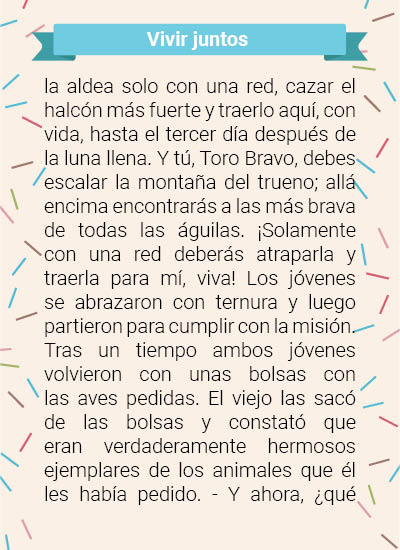 Vivir juntos
la aldea solo con una red, cazar el
halcón más fuerte y traerlo aquí, con
vida, hasta el tercer día después de
la luna llena. Y tú, Toro Bravo, debes
escalar la montaña del trueno; allá
encima encontrarás a las más brava
de todas las águilas. ¡Solamente
con una red deberás atraparla y
traerla para mí, viva! Los jóvenes
se abrazaron con ternura y luego
partieron para cumplir con la misión.
Tras un tiempo ambos jóvenes
volvieron con unas bolsas con
las aves pedidas. El viejo las sacó
de las bolsas y constató que
eran verdaderamente hermosos
ejemplares de los animales que él
les había pedido. - Y ahora, ¿qué